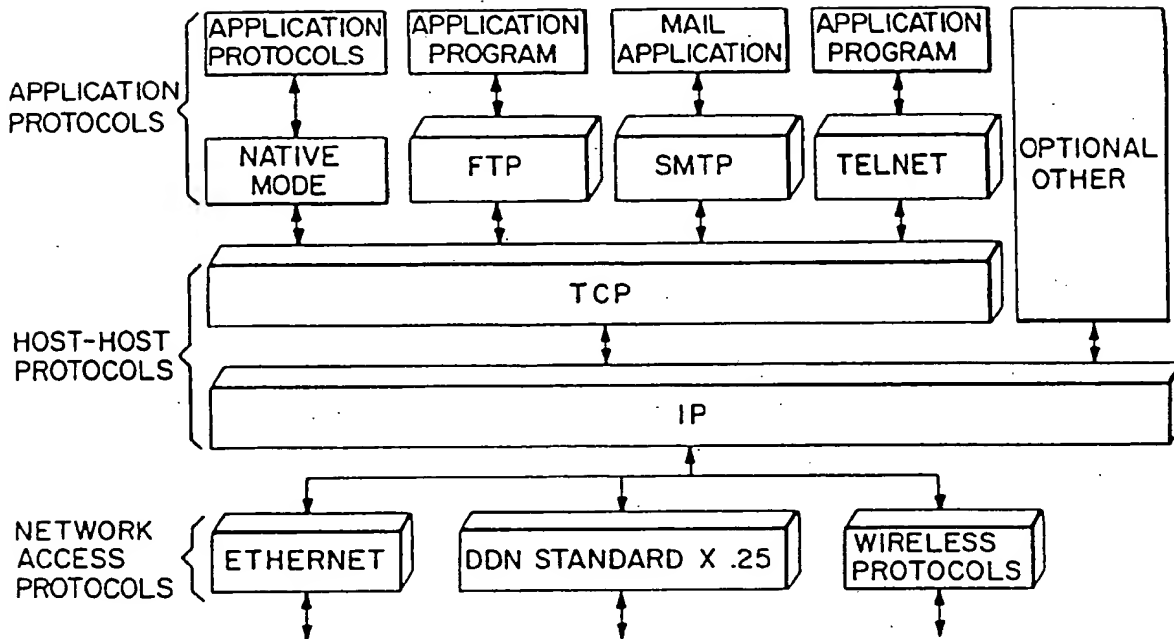 APPLICATION
PROTOCOLS
APPLICATION
PROTOCOLS
APPLICATION
PROGRAM
MAIL
APPLICATION
APPLICATION
PROGRAM
NATIVE
MODE
FTP
SMTP
TELNET
OPTIONAL
OTHER
HOST-HOST
PROTOCOLS
TCP
IP
NETWORK
ACCESS
PROTOCOLS
ETHERNET
DDN STANDARD X .25
WIRELESS
PROTOCOLS